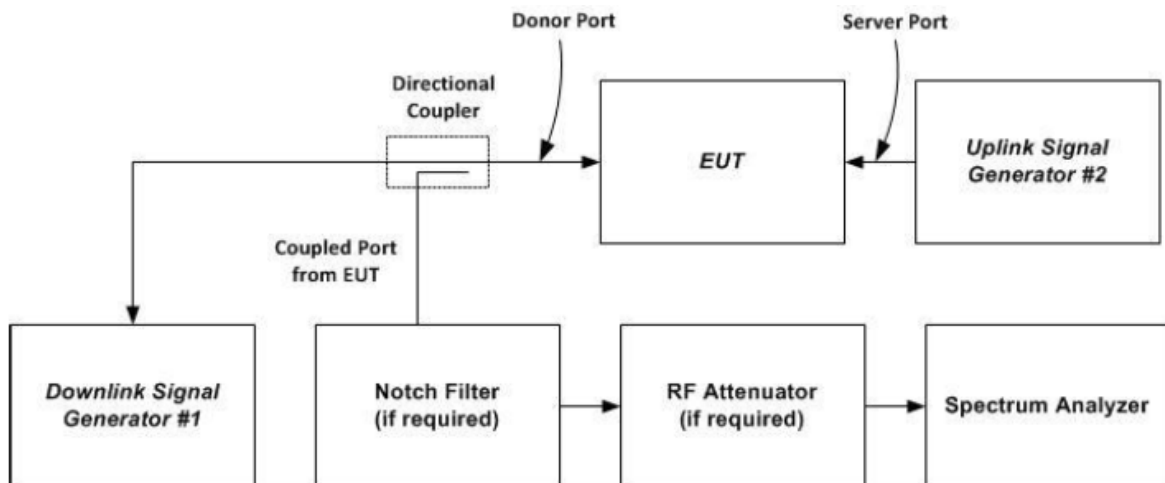 Donor Port
Server Port
Directional
Coupler
EUT
Uplink Signal
Generator #2
Coupled Port
from EUT
Downlink Signal
Generator #1
Notch Filter
(if required)
RF Attenuator
(if required)
Spectrum Analyzer